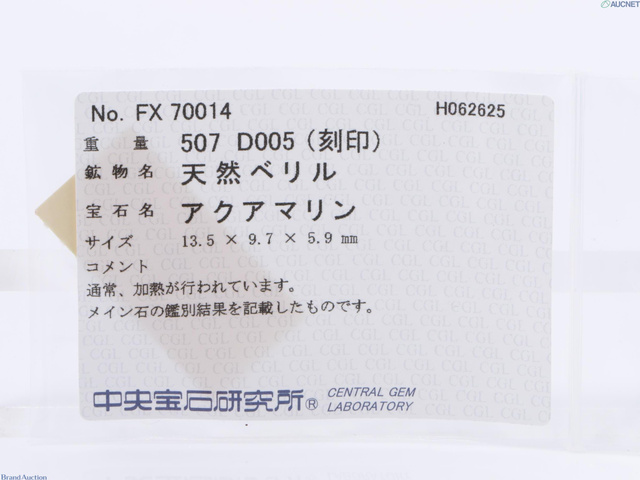 AUCNET
No. FX 70014 H062625
重 量 507 D005 (刻印)
鉱物名 天然ベリル
宝石名 アクアマリン
サイズ 13.5 × 9.7 × 5.9 mm
コメント
通常、加熱が行われています。
メイン石の鑑別結果を記載したものです。
中央宝石研究所® CENTRAL GEM
LABORATORY
Brand Auction